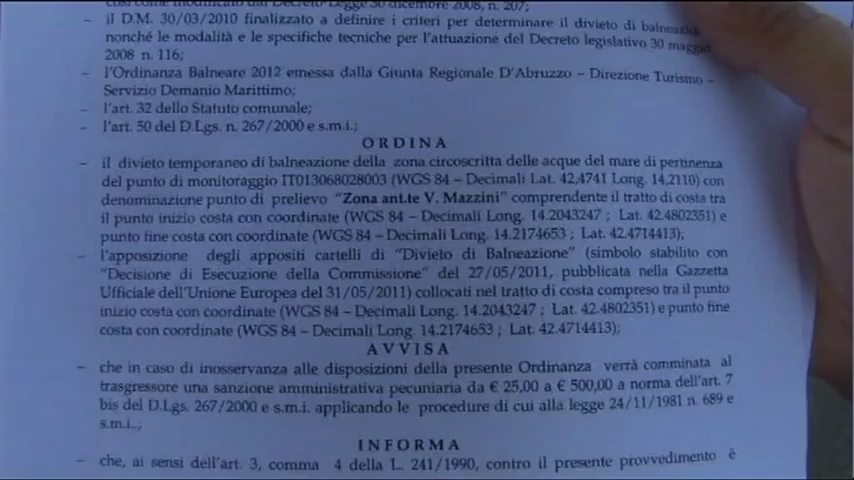 così come modificato dal Decreto-Legge 30 dicembre 2008, n. 207;
– il D.M. 30/03/2010 finalizzato a definire i criteri per determinare il divieto di balneazione
nonché le modalità e le specifiche tecniche per l'attuazione del Decreto legislativo 30 maggio
2008 n. 116;
– l'Ordinanza Balneare 2012 emessa dalla Giunta Regionale D'Abruzzo – Direzione Turismo –
Servizio Demanio Marittimo;
– l'art. 32 dello Statuto comunale;
– l'art. 50 del D.Lgs. n. 267/2000 e s.m.i.;
ORDINA
– il divieto temporaneo di balneazione della zona circoscritta delle acque del mare di pertinenza
del punto di monitoraggio IT013068028003 (WGS 84 – Decimali Lat. 42,4741 Long. 14,2110) con
denominazione punto di prelievo "Zona ant.te V. Mazzini" comprendente il tratto di costa tra
il punto inizio costa con coordinate (WGS 84 – Decimali Long. 14.2043247 ; Lat. 42.4802351) e
punto fine costa con coordinate (WGS 84 – Decimali Long. 14.2174653 ; Lat. 42.4714413);
– l'apposizione degli appositi cartelli di "Divieto di Balneazione" (simbolo stabilito con
"Decisione di Esecuzione della Commissione" del 27/05/2011, pubblicata nella Gazzetta
Ufficiale dell'Unione Europea del 31/05/2011) collocati nel tratto di costa compreso tra il punto
inizio costa con coordinate (WGS 84 – Decimali Long. 14.2043247 ; Lat. 42.4802351) e punto fine
costa con coordinate (WGS 84 – Decimali Long. 14.2174653 ; Lat. 42.4714413);
AVVISA
– che in caso di inosservanza alle disposizioni della presente Ordinanza verrà comminata al
trasgressore una sanzione amministrativa pecuniaria da € 25,00 a € 500,00 a norma dell'art. 7
bis del D.Lgs. 267/2000 e s.m.i. applicando le procedure di cui alla legge 24/11/1981 n. 689 e
s.m.i..;
INFORMA
– che, ai sensi dell'art. 3, comma 4 della L. 241/1990, contro il presente provvedimento è